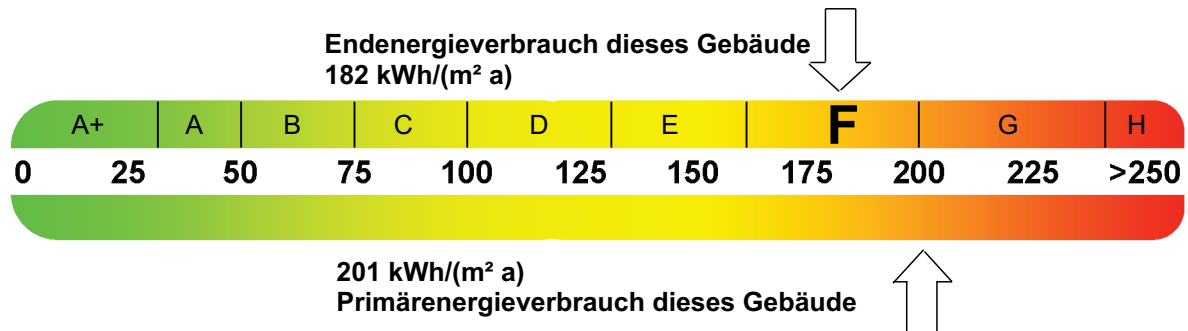 Endenergieverbrauch dieses Gebäude
182 kWh/(m² a)
A+ A B C D E F G H
0 25 50 75 100 125 150 175 200 225 >250
201 kWh/(m² a)
Primärenergieverbrauch dieses Gebäude